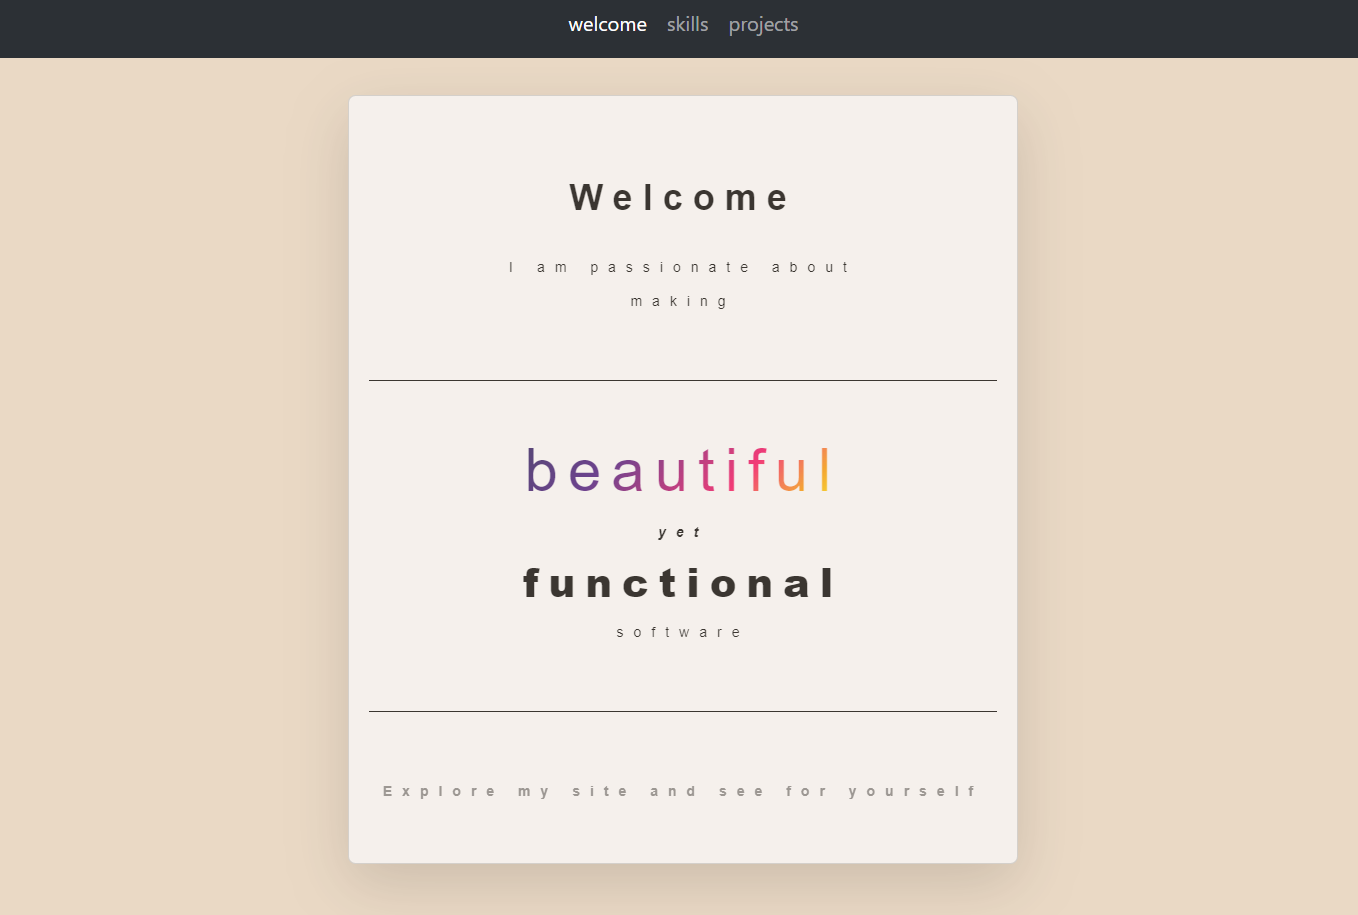 welcome skills projects
Welcome
I am passionate about
making
beautiful
yet
functional
software
Explore my site and see for yourself